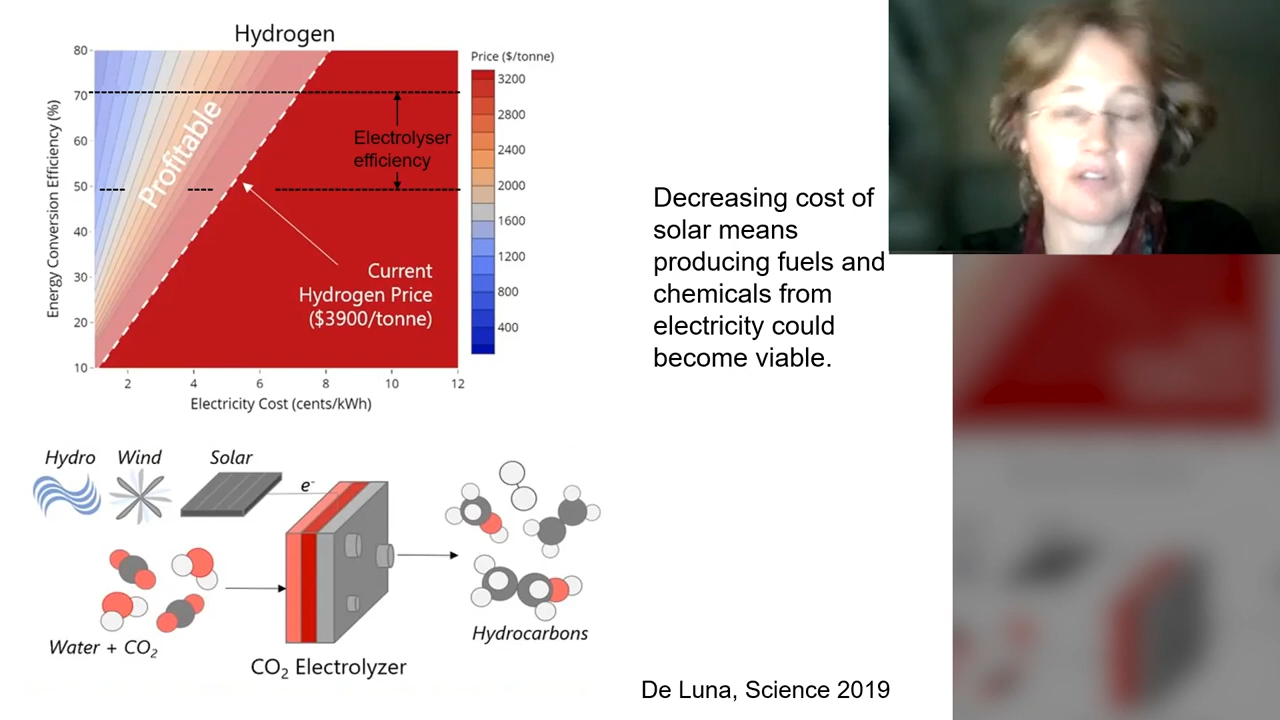 Hydrogen
Price ($/tonne)
80
70
60
50
40
30
20
10
Energy Conversion Efficiency (%)
Profitable
Electrolyser
efficiency
Current
Hydrogen Price
($3900/tonne)
3200
2800
2400
2000
1600
1200
800
400
2 4 6 8 10 12
Electricity Cost (cents/kWh)
Decreasing cost of
solar means
producing fuels and
chemicals from
electricity could
become viable.
Hydro Wind Solar
e⁻
Water + CO₂
CO₂ Electrolyzer
Hydrocarbons
De Luna, Science 2019